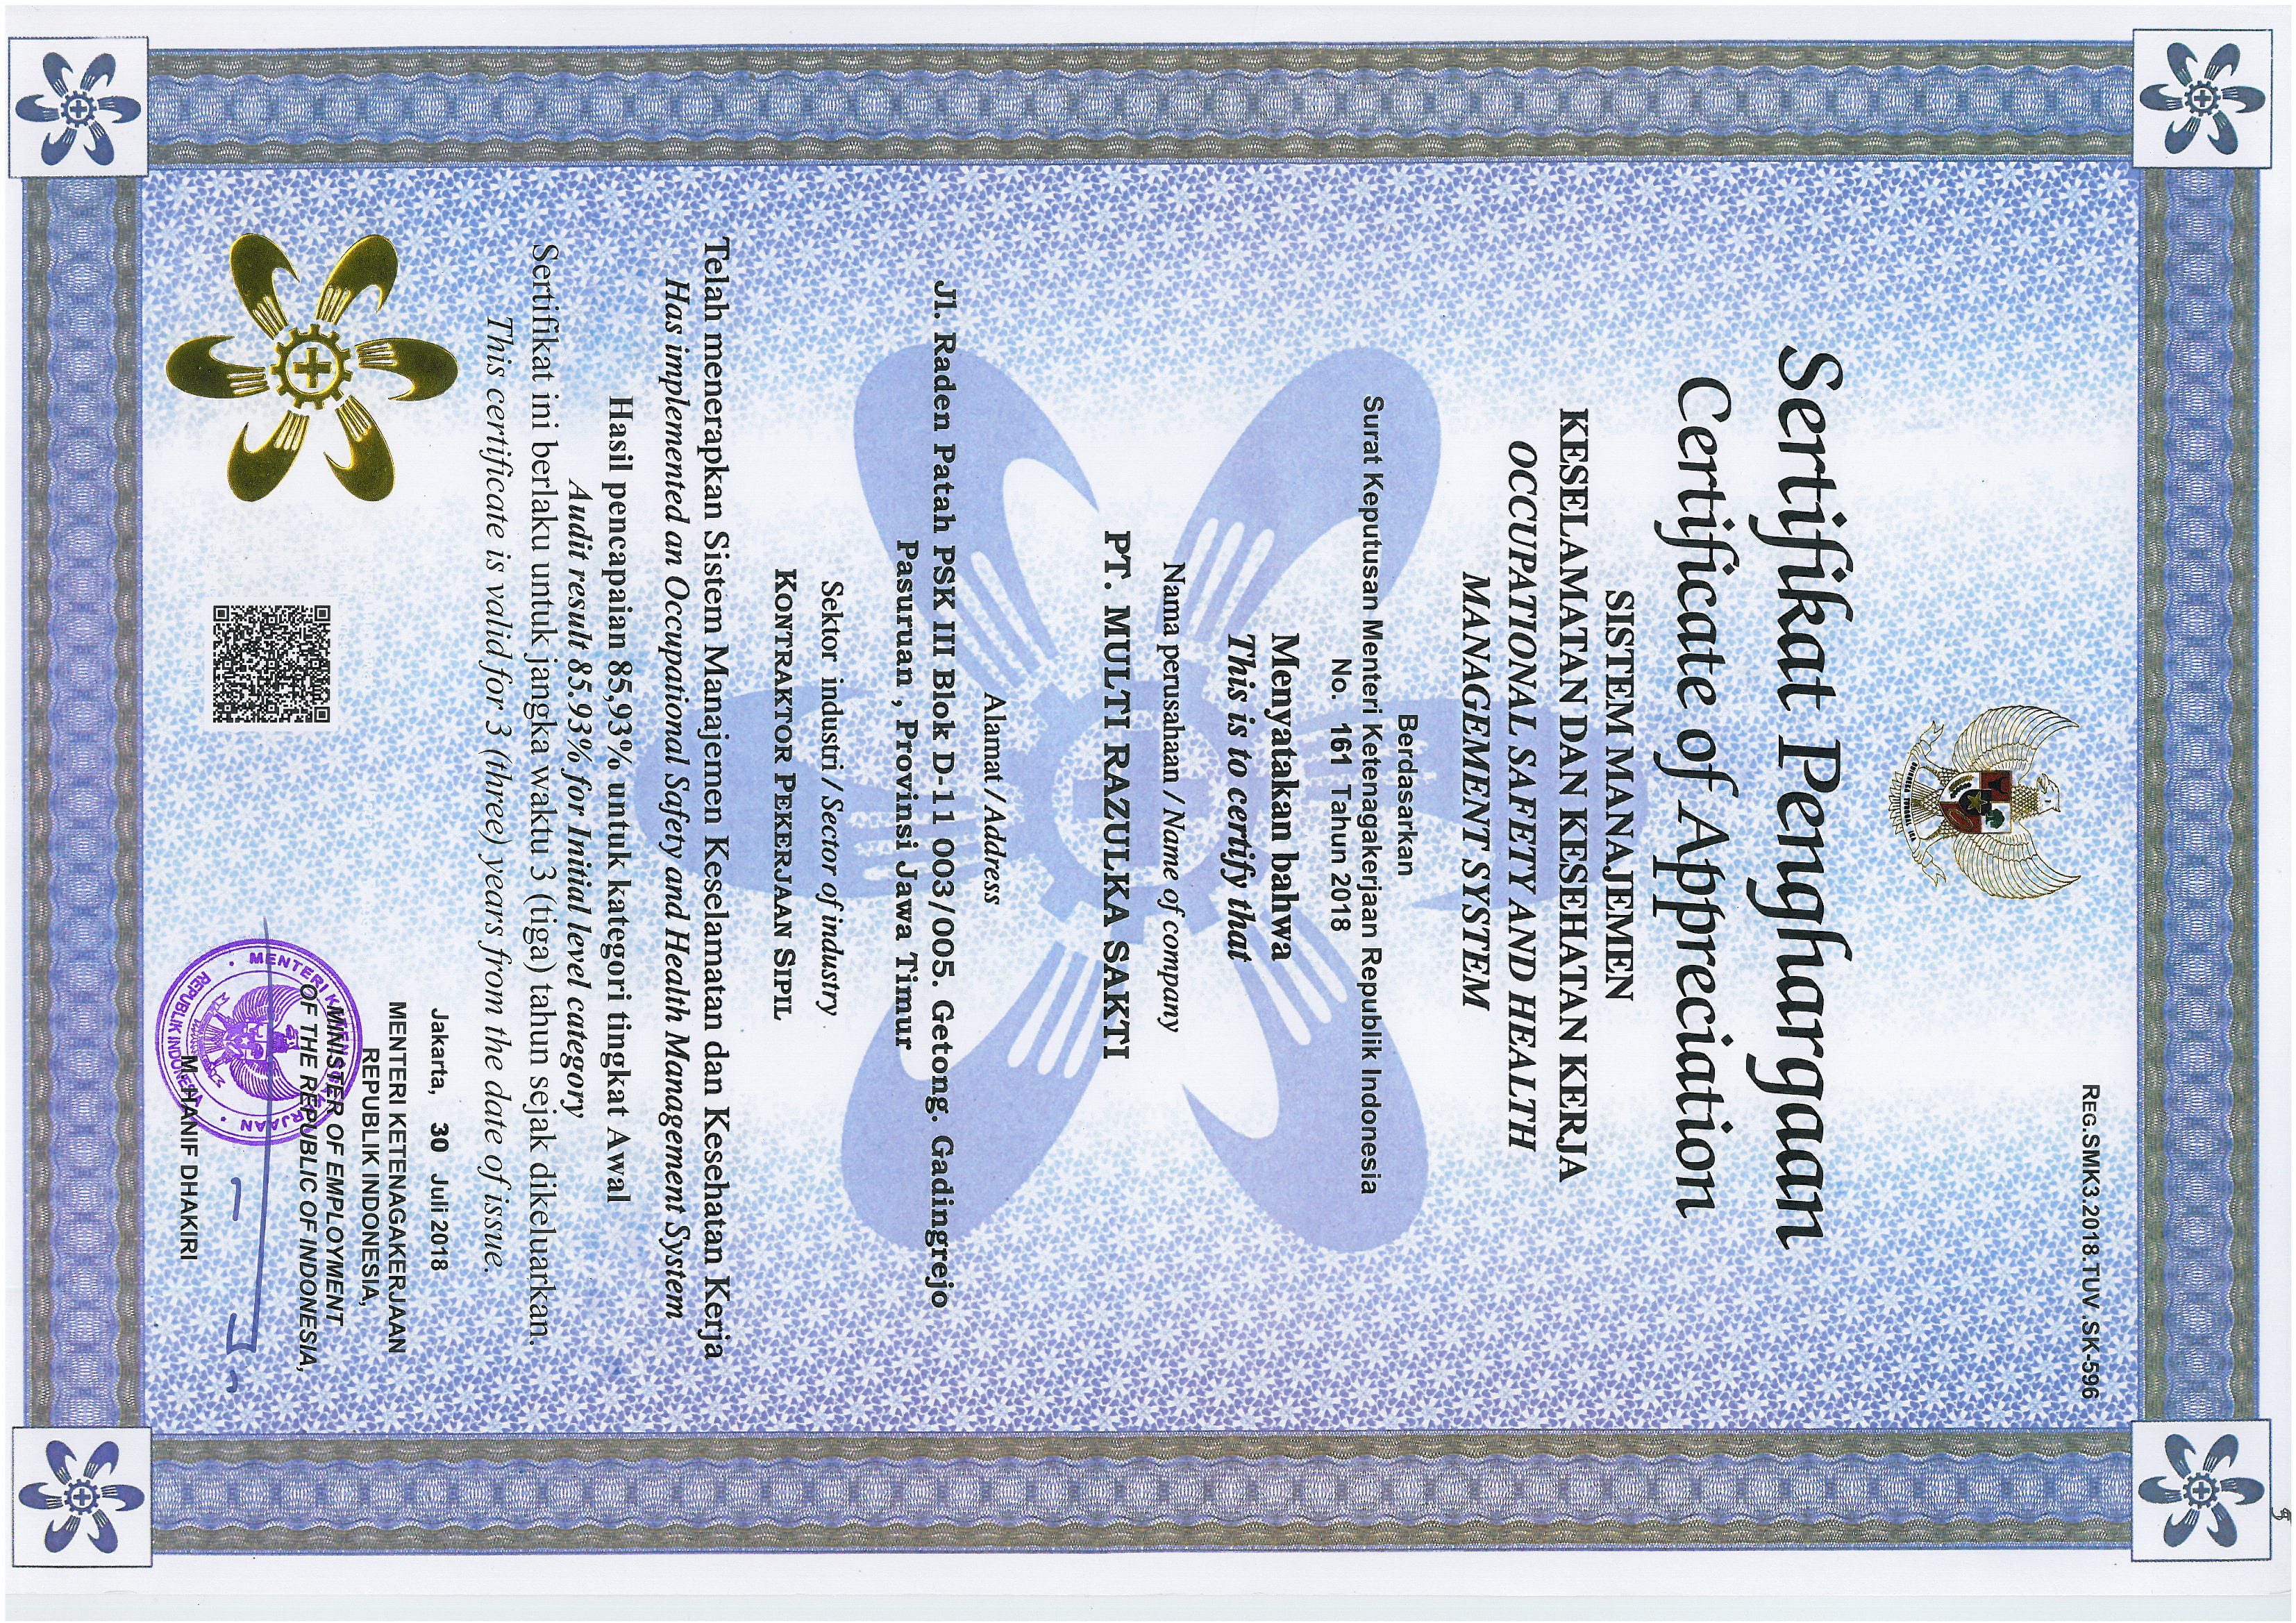 REG.SMK3.2018.TUV .SK-596
BHINNEKA TUNGGAL IKA
Sertifikat Penghargaan
Certificate of Appreciation
SISTEM MANAJEMEN
KESELAMATAN DAN KESEHATAN KERJA
OCCUPATIONAL SAFETY AND HEALTH
MANAGEMENT SYSTEM
Berdasarkan
Surat Keputusan Menteri Ketenagakerjaan Republik Indonesia
No. 161 Tahun 2018
Menyatakan bahwa
This is to certify that
Nama perusahaan / Name of company
PT. MULTI RAZULKA SAKTI
Alamat / Address
Jl. Raden Patah PSK III Blok D-11 003/005. Getong. Gadingrejo
Pasuruan , Provinsi Jawa Timur
Sektor industri / Sector of industry
KONTRAKTOR PEKERJAAN SIPIL
Telah menerapkan Sistem Manajemen Keselamatan dan Kesehatan Kerja
Has implemented an Occupational Safety and Health Management System
Hasil pencapaian 85,93% untuk kategori tingkat Awal
Audit result 85.93% for Initial level category
Sertifikat ini berlaku untuk jangka waktu 3 (tiga) tahun sejak dikeluarkan.
This certificate is valid for 3 (three) years from the date of issue.
Jakarta, 30 Juli 2018
MENTERI KETENAGAKERJAAN
REPUBLIK INDONESIA,
MINISTER OF EMPLOYMENT
OF THE REPUBLIC OF INDONESIA,
MENTERI KETENAGAKERJAAN
REPUBLIK INDONESIA
M. HANIF DHAKIRI